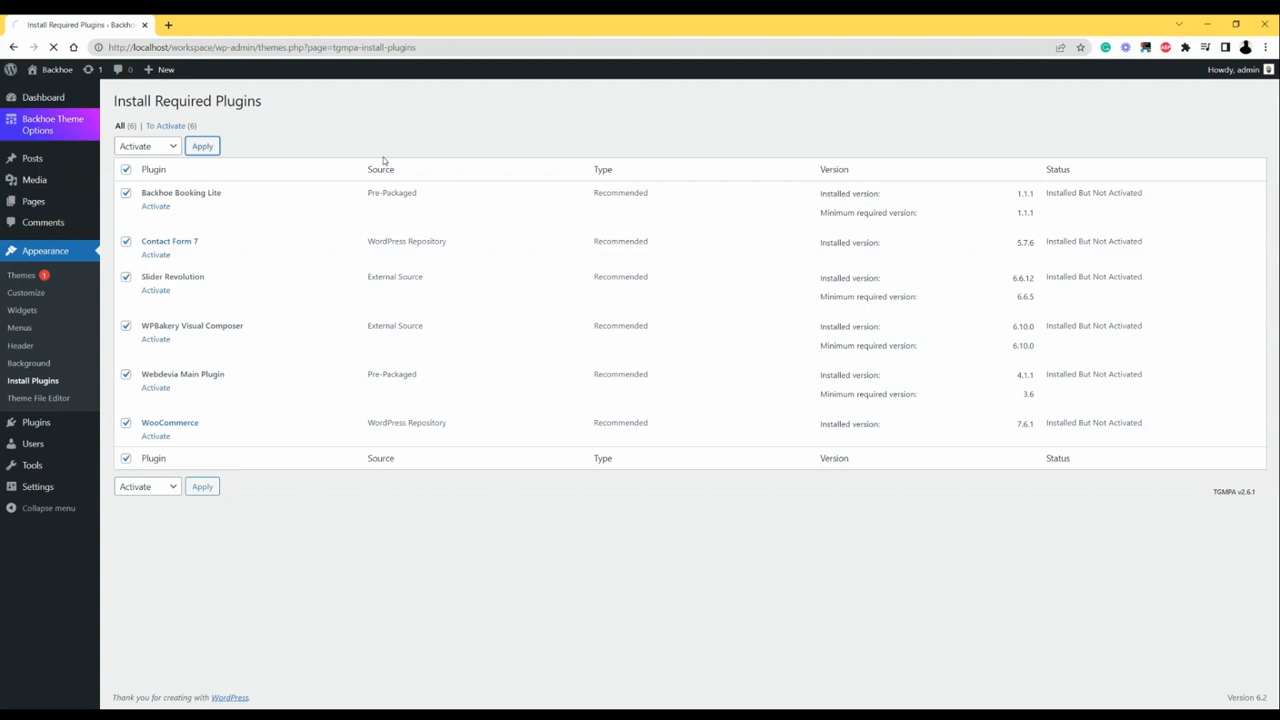 Install Required Plugins ‹ Backho
http://localhost/workspace/wp-admin/themes.php?page=tgmpa-install-plugins
Backhoe 1 0 New Howdy, admin
Dashboard
Backhoe Theme
Options
Posts
Media
Pages
Comments
Appearance
Themes 1
Customize
Widgets
Menus
Header
Background
Install Plugins
Theme File Editor
Plugins
Users
Tools
Settings
Collapse menu
Install Required Plugins
All (6) | To Activate (6)
Activate Apply
Plugin Source Type Version Status
Backhoe Booking Lite Pre-Packaged Recommended Installed version: 1.1.1 Installed But Not Activated
Activate Minimum required version: 1.1.1
Contact Form 7 WordPress Repository Recommended Installed version: 5.7.6 Installed But Not Activated
Activate
Slider Revolution External Source Recommended Installed version: 6.6.12 Installed But Not Activated
Activate Minimum required version: 6.6.5
WPBakery Visual Composer External Source Recommended Installed version: 6.10.0 Installed But Not Activated
Activate Minimum required version: 6.10.0
Webdevia Main Plugin Pre-Packaged Recommended Installed version: 4.1.1 Installed But Not Activated
Activate Minimum required version: 3.6
WooCommerce WordPress Repository Recommended Installed version: 7.6.1 Installed But Not Activated
Activate
Plugin Source Type Version Status
Activate Apply
TGMPA v2.6.1
Thank you for creating with WordPress. Version 6.2